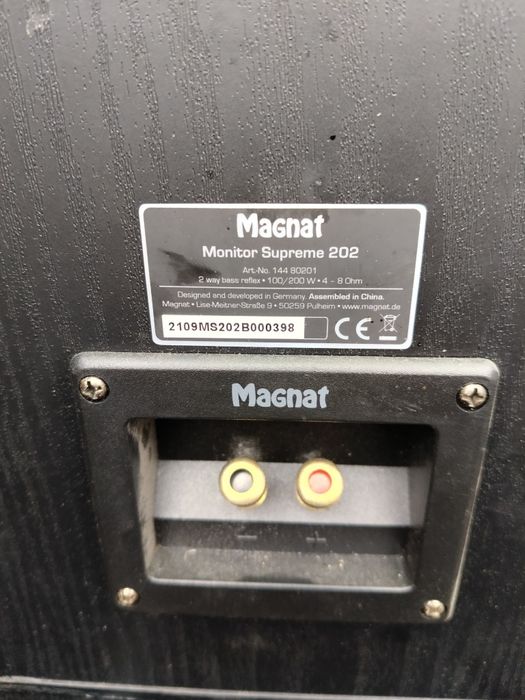 Magnat
Monitor Supreme 202
Art.-No. 144 80201
2 way bass reflex • 100/200 W • 4 – 8 Ohm
Designed and developed in Germany. Assembled in China.
Magnat • Lise-Meitner-Straße 9 • 50259 Pulheim • www.magnat.de
2109MS202B000398
CE
Magnat
– +